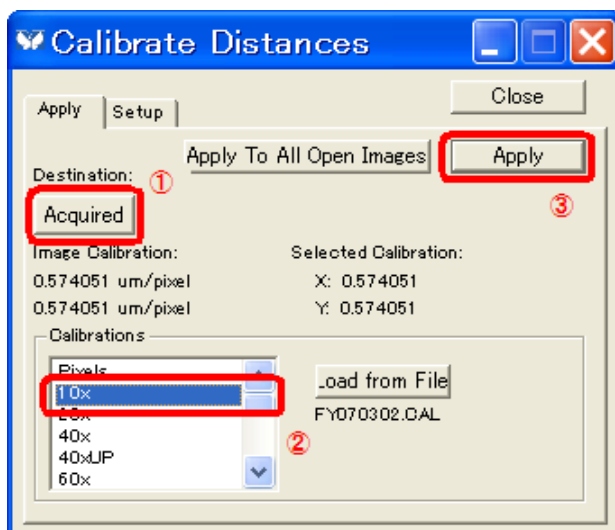 Calibrate Distances
Close
Apply
Setup
Apply To All Open Images
Apply
Destination:
①
③
Acquired
Image Calibration:
Selected Calibration:
0.574051 um/pixel
X: 0.574051
0.574051 um/pixel
Y: 0.574051
Calibrations
Pixels
10x
Load from File
FY070302.CAL
40x
②
40xUP
60x